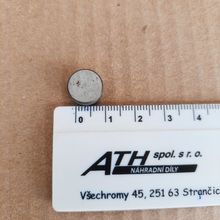 0 1 2 3 4
ATH spol. s r. o.
NÁHRADNÍ DÍLY
Všechromy 45, 251 63 Strančic